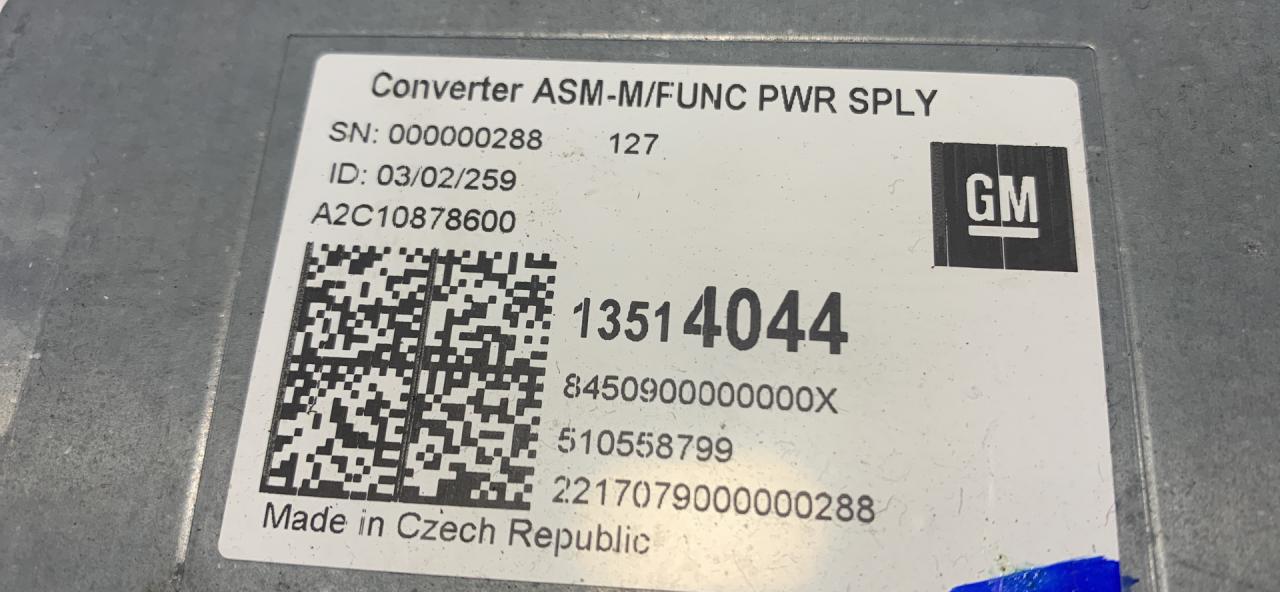 Converter ASM-M/FUNC PWR SPLY
SN: 000000288 127
ID: 03/02/259
A2C10878600
GM
13514044
8450900000000X
510558799
2217079000000288
Made in Czech Republic